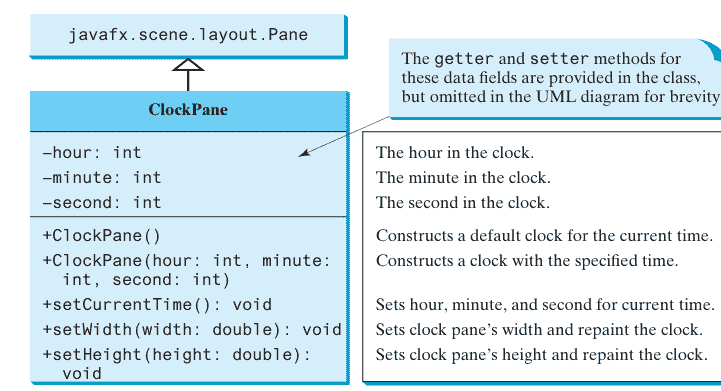 javafx.scene.layout.Pane
The getter and setter methods for
these data fields are provided in the class,
but omitted in the UML diagram for brevity
ClockPane
–hour: int
–minute: int
–second: int
The hour in the clock.
The minute in the clock.
The second in the clock.
+ClockPane()
+ClockPane(hour: int, minute:
int, second: int)
+setCurrentTime(): void
+setWidth(width: double): void
+setHeight(height: double):
void
Constructs a default clock for the current time.
Constructs a clock with the specified time.
Sets hour, minute, and second for current time.
Sets clock pane’s width and repaint the clock.
Sets clock pane’s height and repaint the clock.